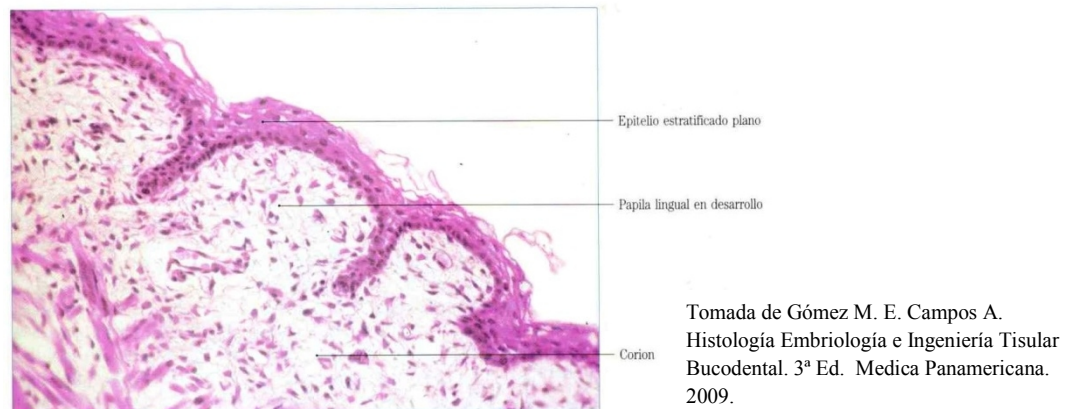 Epitelio estratificado plano
Papila lingual en desarrollo
Corion
Tomada de Gómez M. E. Campos A.
Histología Embriología e Ingeniería Tisular
Bucodental. 3ª Ed. Medica Panamericana.
2009.